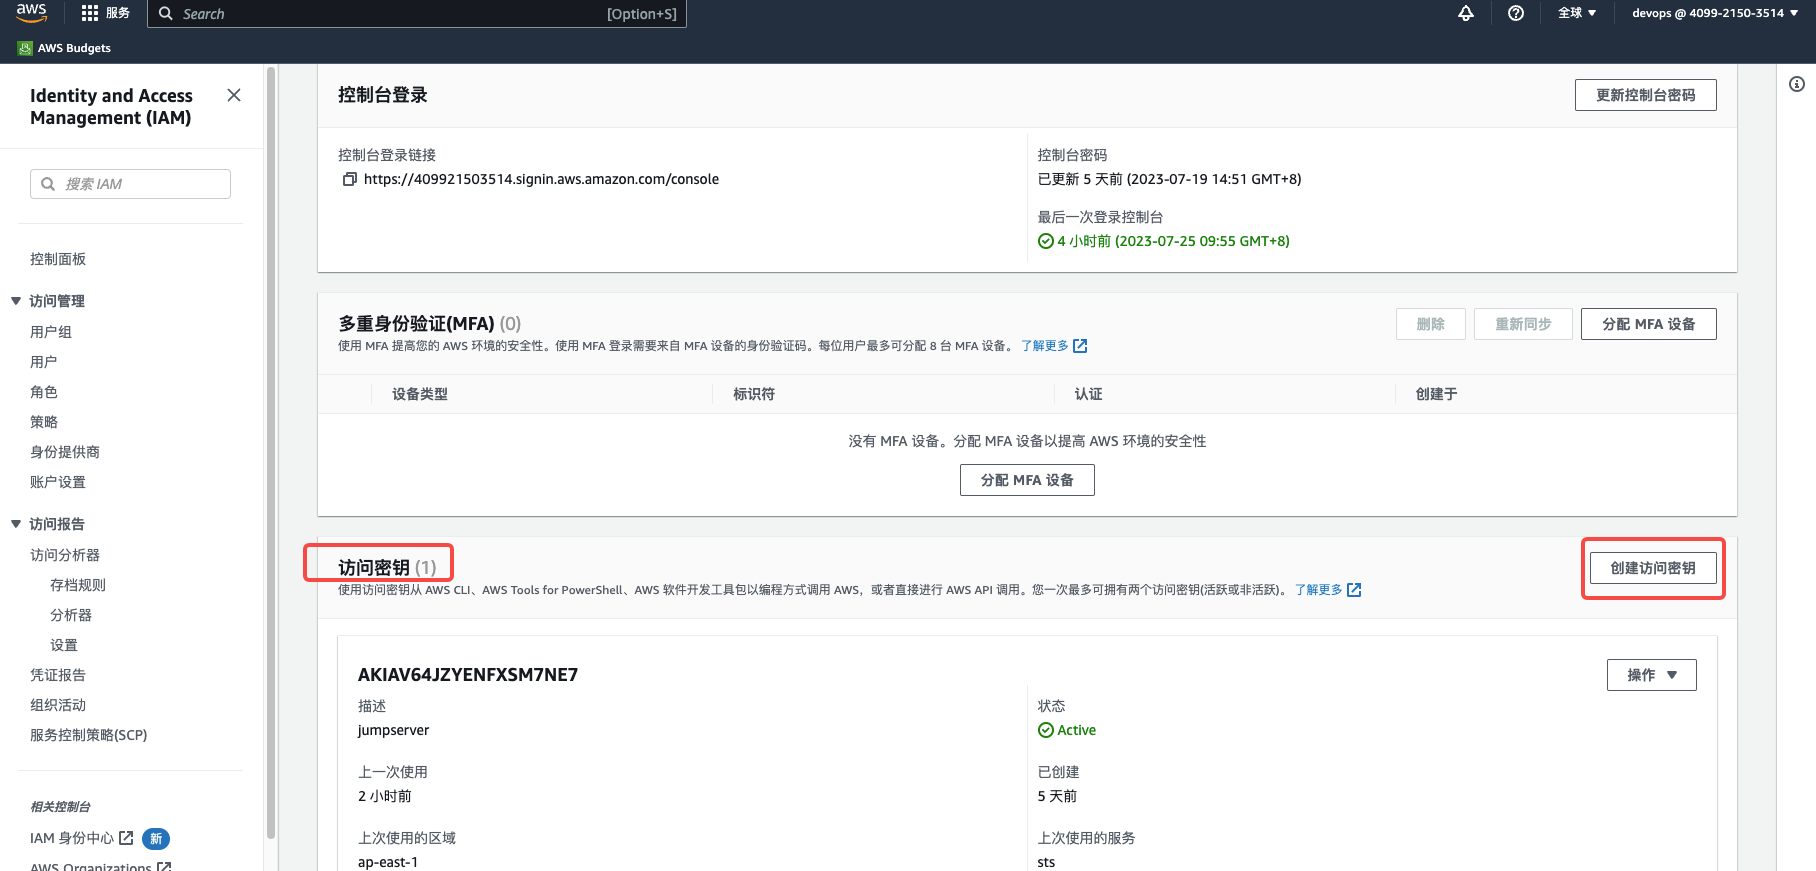 aws
服务
Search
[Option+S]
全球
devops @ 4099-2150-3514
AWS Budgets
Identity and Access
Management (IAM)
搜索 IAM
控制面板
访问管理
用户组
用户
角色
策略
身份提供商
账户设置
访问报告
访问分析器
存档规则
分析器
设置
凭证报告
组织活动
服务控制策略(SCP)
相关控制台
IAM 身份中心
新
AWS Organizations
控制台登录
更新控制台密码
控制台登录链接
https://409921503514.signin.aws.amazon.com/console
控制台密码
已更新 5 天前 (2023-07-19 14:51 GMT+8)
最后一次登录控制台
4 小时前 (2023-07-25 09:55 GMT+8)
多重身份验证(MFA) (0)
使用 MFA 提高您的 AWS 环境的安全性。使用 MFA 登录需要来自 MFA 设备的身份验证码。每位用户最多可分配 8 台 MFA 设备。 了解更多
删除
重新同步
分配 MFA 设备
设备类型
标识符
认证
创建于
没有 MFA 设备。分配 MFA 设备以提高 AWS 环境的安全性
分配 MFA 设备
访问密钥 (1)
使用访问密钥从 AWS CLI、AWS Tools for PowerShell、AWS 软件开发工具包以编程方式调用 AWS，或者直接进行 AWS API 调用。您一次最多可拥有两个访问密钥(活跃或非活跃)。 了解更多
创建访问密钥
AKIAV64JZYENFXSM7NE7
操作
描述
jumpserver
状态
Active
上一次使用
2 小时前
已创建
5 天前
上次使用的区域
ap-east-1
上次使用的服务
sts